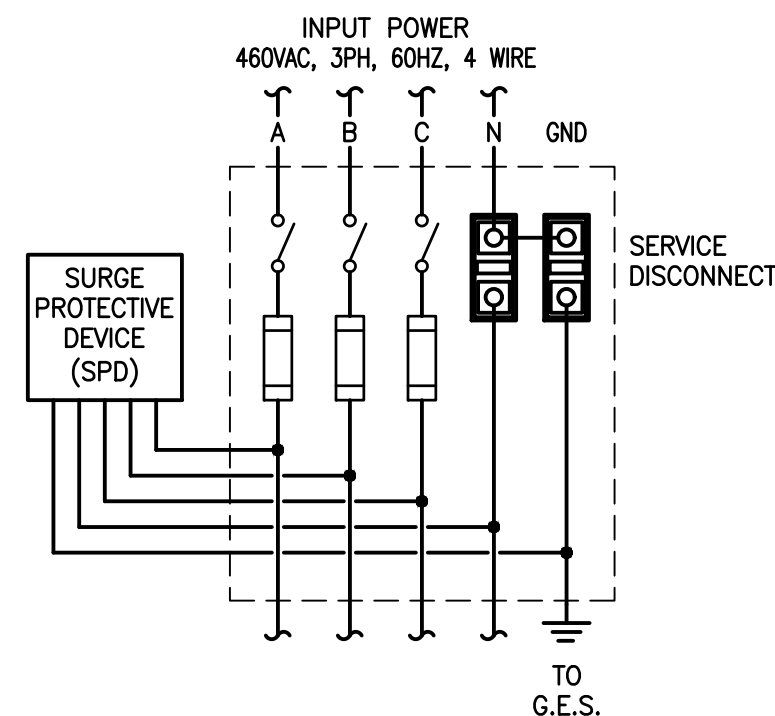 INPUT POWER
460VAC, 3PH, 60HZ, 4 WIRE
A B C N GND
SERVICE
DISCONNECT
SURGE
PROTECTIVE
DEVICE
(SPD)
TO
G.E.S.